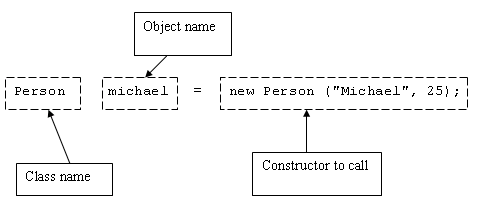 Object name
Person michael = new Person ("Michael", 25);
Class name
Constructor to call